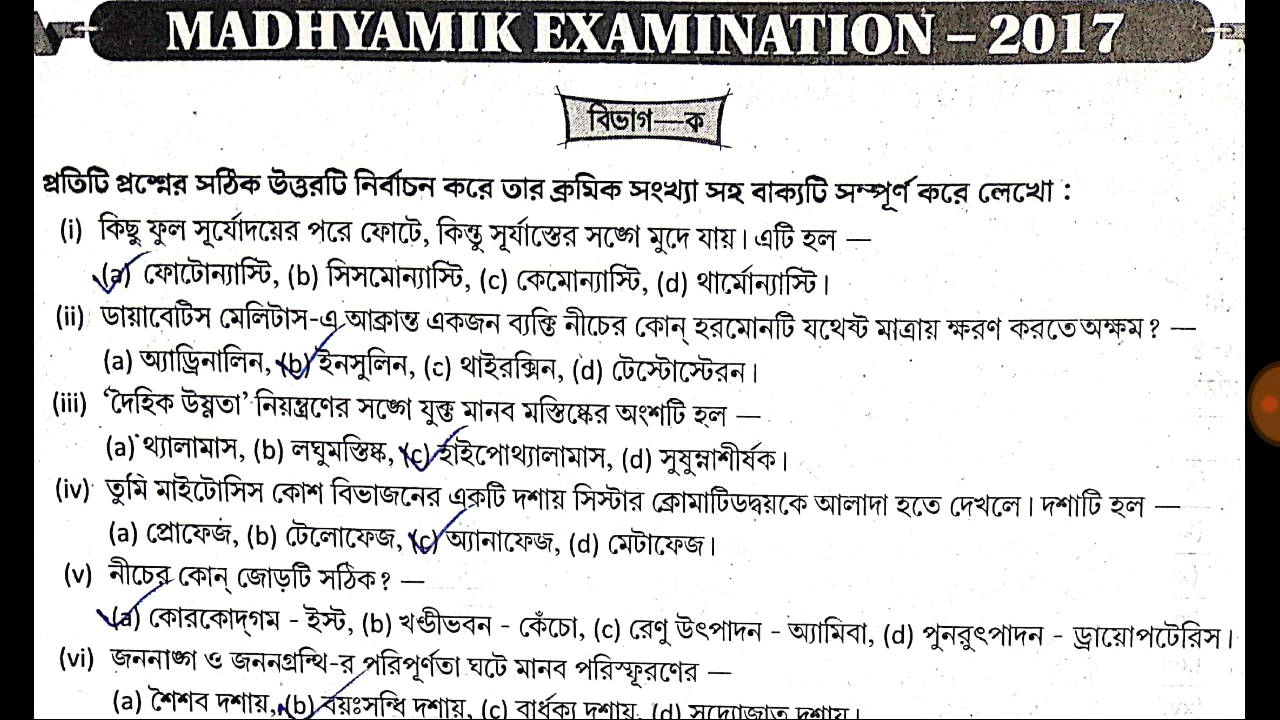 MADHYAMIK EXAMINATION – 2017
বিভাগ—ক
প্রতিটি প্রশ্নের সঠিক উত্তরটি নির্বাচন করে তার ক্রমিক সংখ্যা সহ বাক্যটি সম্পূর্ণ করে লেখো :
(i) কিছু ফুল সূর্যোদয়ের পরে ফোটে, কিন্তু সূর্যাস্তের সঙ্গে মুদে যায়। এটি হল —
(a) ফোটোন্যাস্টি, (b) সিসমোন্যাস্টি, (c) কেমোন্যাস্টি, (d) থার্মোন্যাস্টি।
(ii) ডায়াবেটিস মেলিটাস-এ আক্রান্ত একজন ব্যক্তি নীচের কোন্ হরমোনটি যথেষ্ট মাত্রায় ক্ষরণ করতে অক্ষম? —
(a) অ্যাড্রিনালিন, (b) ইনসুলিন, (c) থাইরক্সিন, (d) টেস্টোস্টেরন।
(iii) ‘দৈহিক উষ্ণতা’ নিয়ন্ত্রণের সঙ্গে যুক্ত মানব মস্তিষ্কের অংশটি হল —
(a) থ্যালামাস, (b) লঘুমস্তিষ্ক, (c) হাইপোথ্যালামাস, (d) সুষুম্নাশীর্ষক।
(iv) তুমি মাইটোসিস কোশ বিভাজনের একটি দশায় সিস্টার ক্রোমাটিডদ্বয়কে আলাদা হতে দেখলে। দশাটি হল —
(a) প্রোফেজ, (b) টেলোফেজ, (c) অ্যানাফেজ, (d) মেটাফেজ।
(v) নীচের কোন্ জোড়টি সঠিক? —
(a) কোরকোদ্‌গম - ইস্ট, (b) খণ্ডীভবন - কেঁচো, (c) রেণু উৎপাদন - অ্যামিবা, (d) পুনরুৎপাদন - ড্রায়োপটেরিস।
(vi) জননাঙ্গ ও জননগ্রন্থি-র পরিপূর্ণতা ঘটে মানব পরিস্ফূরণের —
(a) শৈশব দশায়, (b) বয়ঃসন্ধি দশায়, (c) বার্ধক্য দশায়, (d) সদ্যোজাত দশায়।